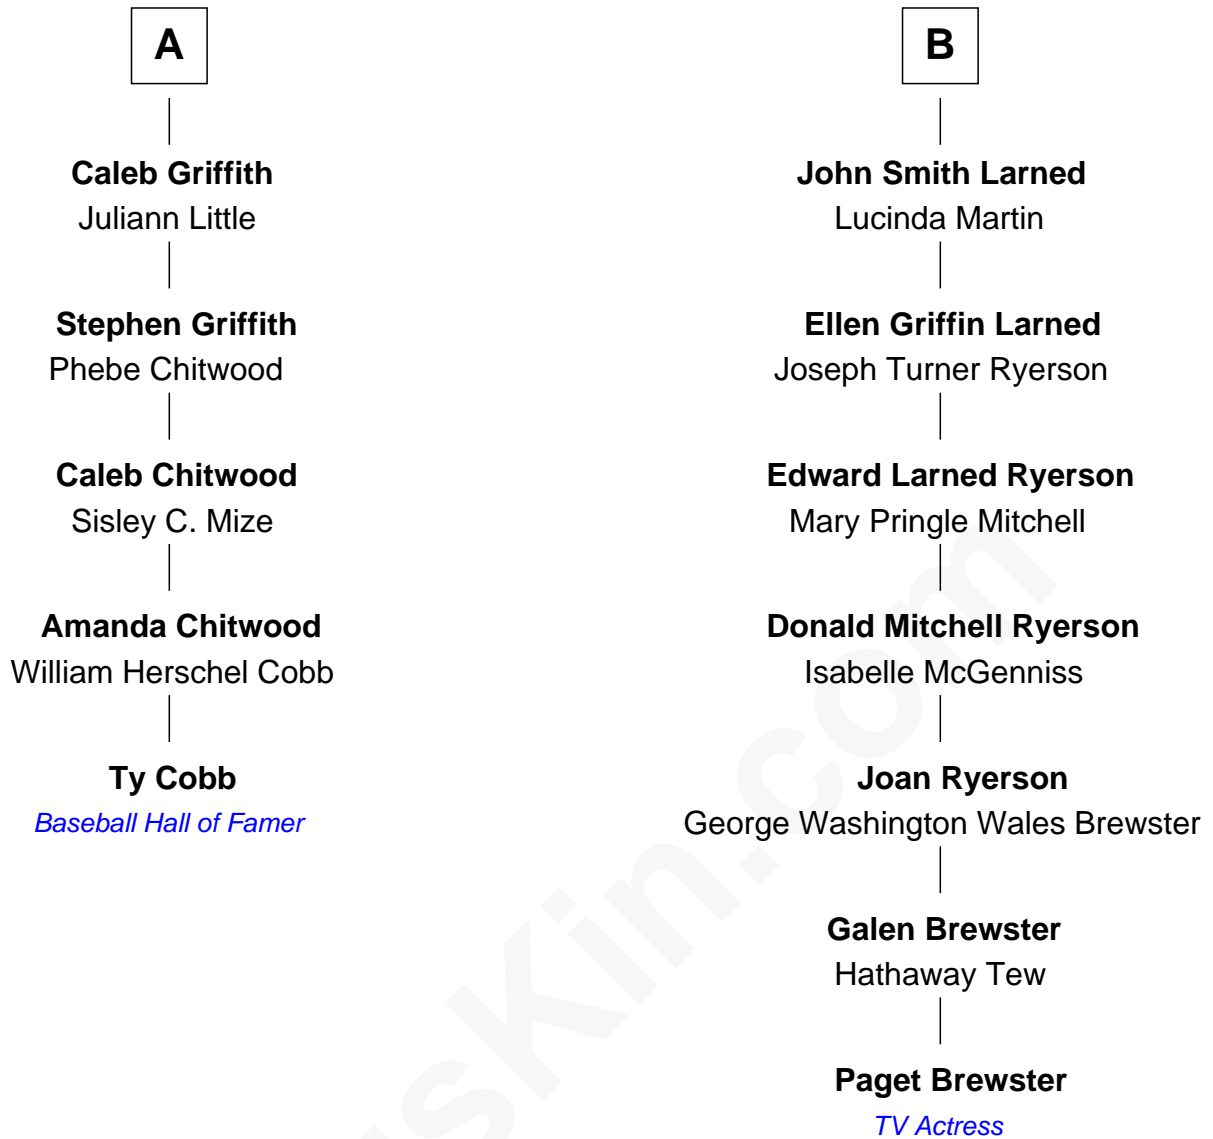 A
Caleb Griffith
Juliann Little
Stephen Griffith
Phebe Chitwood
Caleb Chitwood
Sisley C. Mize
Amanda Chitwood
William Herschel Cobb
Ty Cobb
Baseball Hall of Famer
B
John Smith Larned
Lucinda Martin
Ellen Griffin Larned
Joseph Turner Ryerson
Edward Larned Ryerson
Mary Pringle Mitchell
Donald Mitchell Ryerson
Isabelle McGenniss
Joan Ryerson
George Washington Wales Brewster
Galen Brewster
Hathaway Tew
Paget Brewster
TV Actress